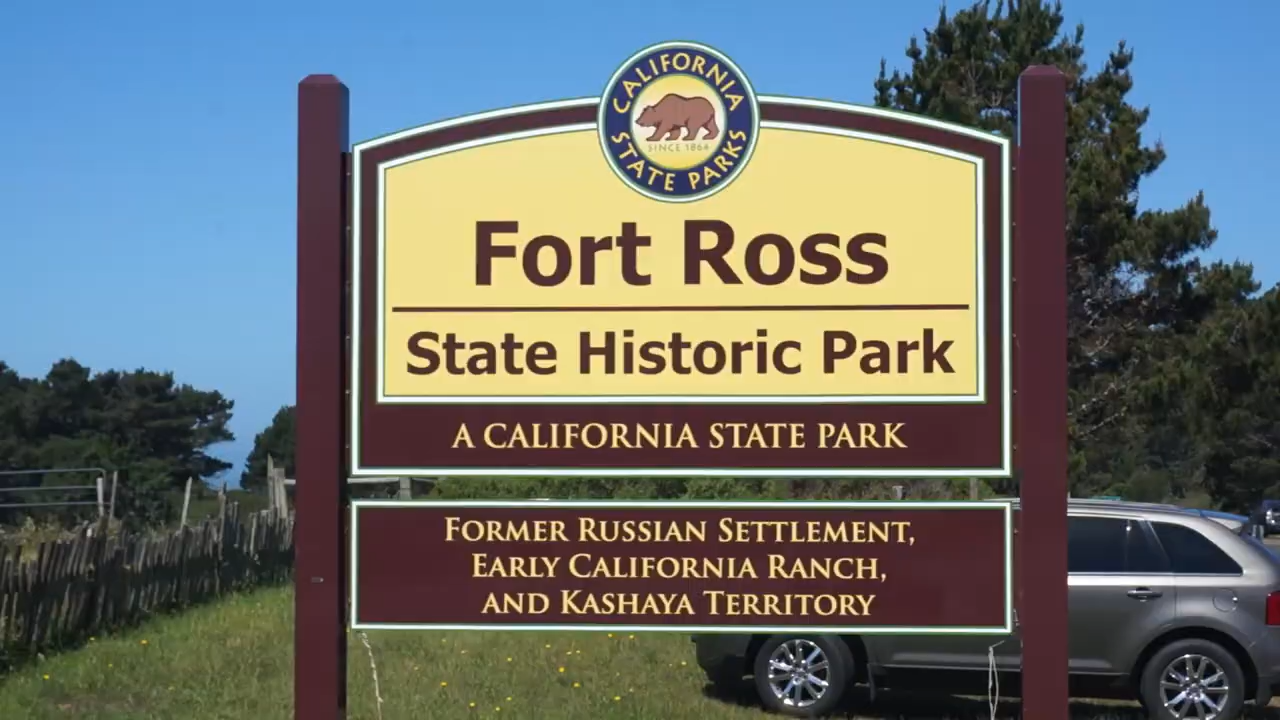 CALIFORNIA
SINCE 1864
STATE PARKS
Fort Ross
State Historic Park
A CALIFORNIA STATE PARK
FORMER RUSSIAN SETTLEMENT,
EARLY CALIFORNIA RANCH,
AND KASHAYA TERRITORY